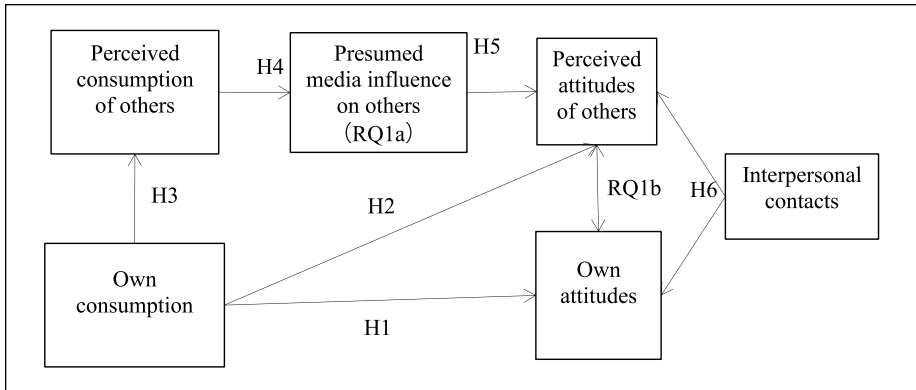 Perceived
consumption
of others
H4
Presumed
media influence
on others
（RQ1a）
H5
Perceived
attitudes
of others
H3
H2
RQ1b
H6
Interpersonal
contacts
Own
consumption
H1
Own
attitudes